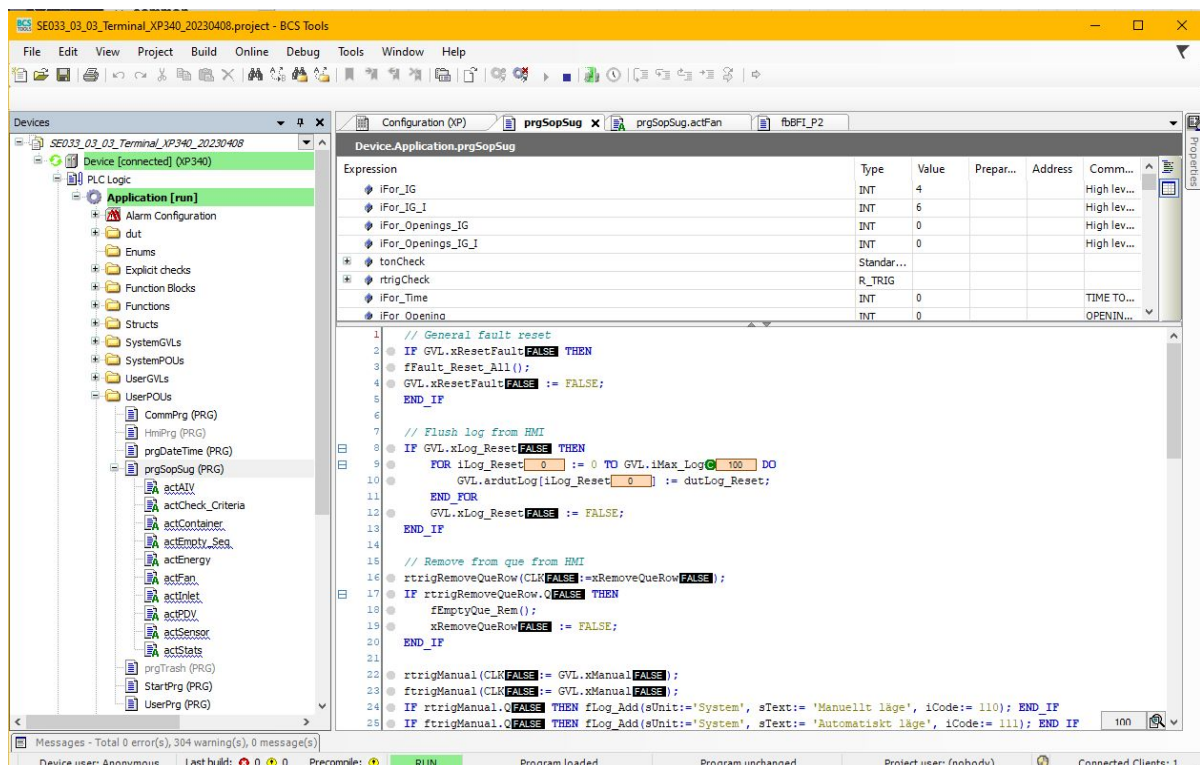 SE033_03_03_Terminal_XP340_20230408.project - BCS Tools
File Edit View Project Build Online Debug Tools Window Help
Devices
SE033_03_03_Terminal_XP340_20230408
Device [connected] (XP340)
PLC Logic
Application [run]
Alarm Configuration
dut
Enums
Explicit checks
Function Blocks
Functions
Structs
SystemGVLs
SystemPOUs
UserGVLs
UserPOUs
CommPrg (PRG)
HmiPrg (PRG)
prgDateTime (PRG)
prgSopSug (PRG)
actAIV
actCheck_Criteria
actContainer
actEmpty_Seq
actEnergy
actFan
actInlet
actPDV
actSensor
actStats
prgTrash (PRG)
StartPrg (PRG)
UserPrg (PRG)
Configuration (XP) prgSopSug prgSopSug.actFan fbBFI_P2
Properties
Device.Application.prgSopSug
Expression Type Value Prepar... Address Comm...
iFor_IG INT 4 High lev...
iFor_IG_I INT 6 High lev...
iFor_Openings_IG INT 0 High lev...
iFor_Openings_IG_I INT 0 High lev...
tonCheck Standar...
rtrigCheck R_TRIG
iFor_Time INT 0 TIME TO...
iFor_Opening INT 0 OPENIN...
1 // General fault reset
2 IF GVL.xResetFault FALSE THEN
3 fFault_Reset_All();
4 GVL.xResetFault FALSE := FALSE;
5 END_IF
6
7 // Flush log from HMI
8 IF GVL.xLog_Reset FALSE THEN
9 FOR iLog_Reset 0 := 0 TO GVL.iMax_Log C 100 DO
10 GVL.ardutLog[iLog_Reset 0 ] := dutLog_Reset;
11 END_FOR
12 GVL.xLog_Reset FALSE := FALSE;
13 END_IF
14
15 // Remove from que from HMI
16 rtrigRemoveQueRow(CLK FALSE :=xRemoveQueRow FALSE );
17 IF rtrigRemoveQueRow.Q FALSE THEN
18 fEmptyQue_Rem();
19 xRemoveQueRow FALSE := FALSE;
20 END_IF
21
22 rtrigManual(CLK FALSE := GVL.xManual FALSE );
23 ftrigManual(CLK FALSE := GVL.xManual FALSE );
24 IF rtrigManual.Q FALSE THEN fLog_Add(sUnit:='System', sText:= 'Manuellt läge', iCode:= 110); END_IF
25 IF ftrigManual.Q FALSE THEN fLog_Add(sUnit:='System', sText:= 'Automatiskt läge', iCode:= 111); END_IF
100
Messages - Total 0 error(s), 304 warning(s), 0 message(s)
Device user: Anonymous Last build: 0 0 Precompile: RUN Program loaded Program unchanged Project user: (nobody) Connected Clients: 1